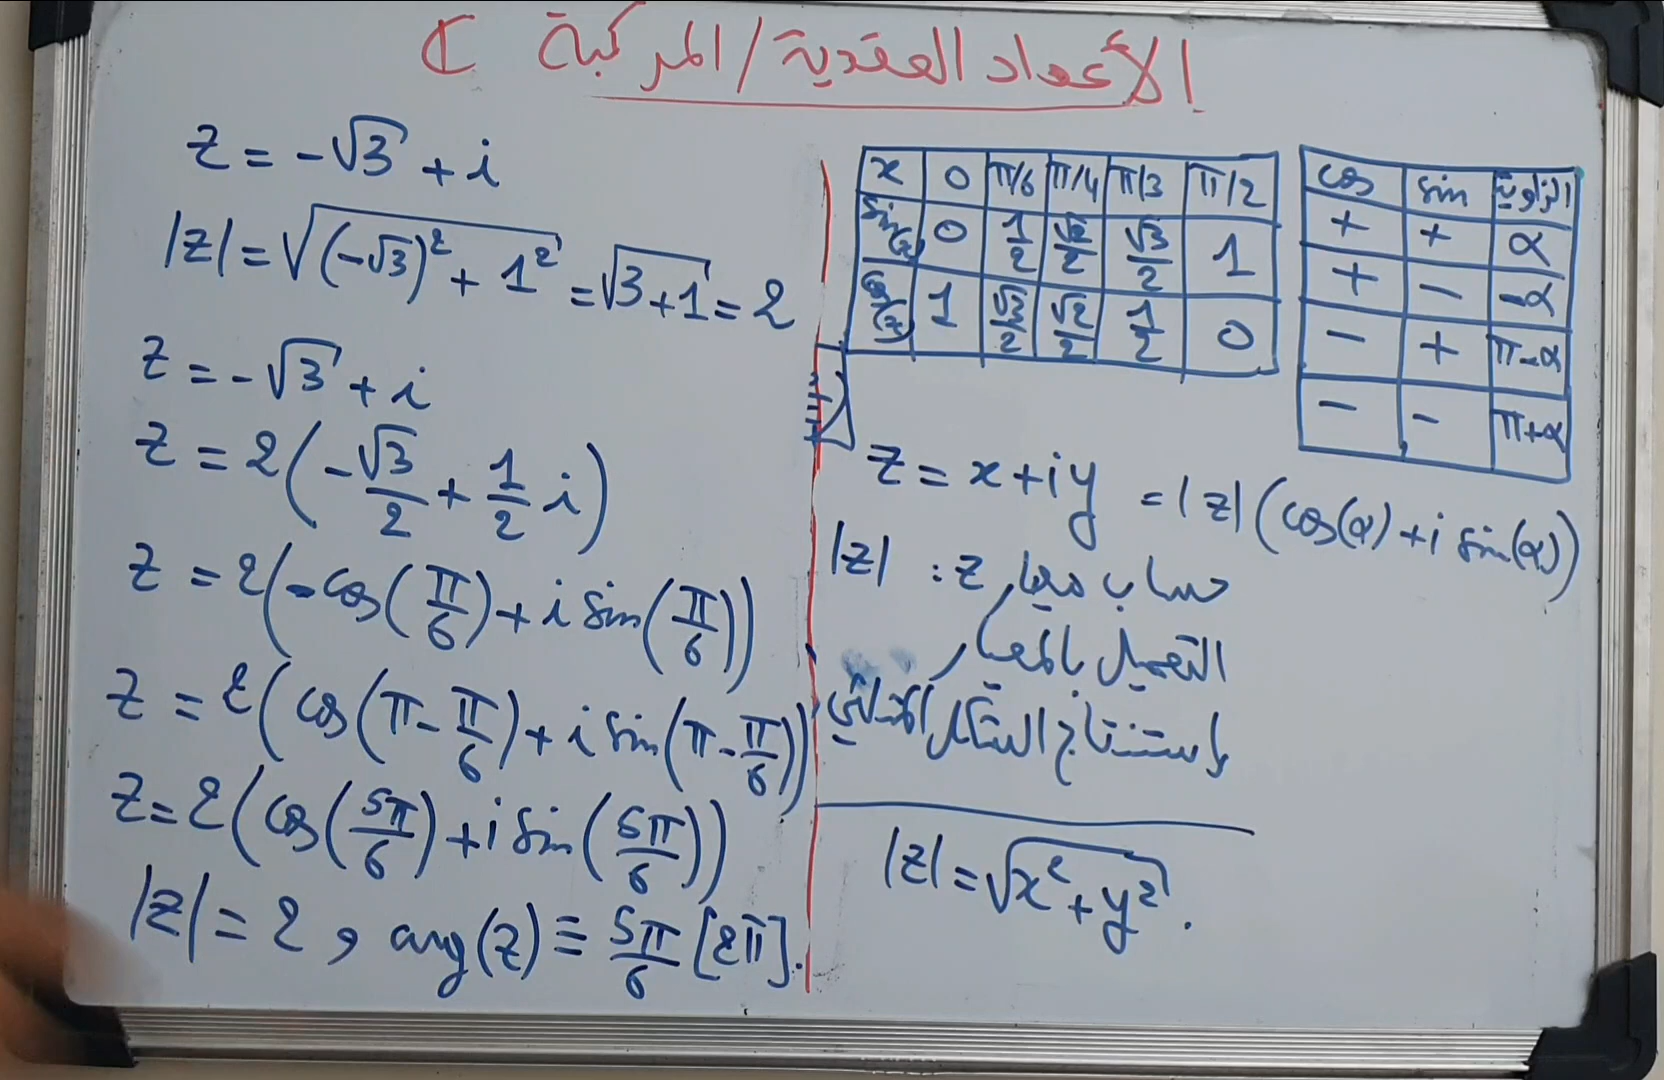 الأعداد العقدية/المركبة ℂ
z = -√3 + i
|z| = √((-√3)² + 1²) = √(3+1) = 2
z = -√3 + i
z = 2(-√3/2 + 1/2 i)
z = 2(-cos(π/6) + i sin(π/6))
z = 2(cos(π - π/6) + i sin(π - π/6))
z = 2(cos(5π/6) + i sin(5π/6))
|z| = 2 , arg(z) ≡ 5π/6 [2π].
x 0 π/6 π/4 π/3 π/2
sin(x) 0 1/2 √2/2 √3/2 1
cos(x) 1 √3/2 √2/2 1/2 0
cos sin الزاوية
+ + α
+ - -α
- + π-α
- - π+α
z = x+iy = |z|(cos(α) + i sin(α))
حساب معيار z : |z|
التعميل بالمعيار
إستنتاج الشكل المثلثي
|z| = √(x² + y²) .